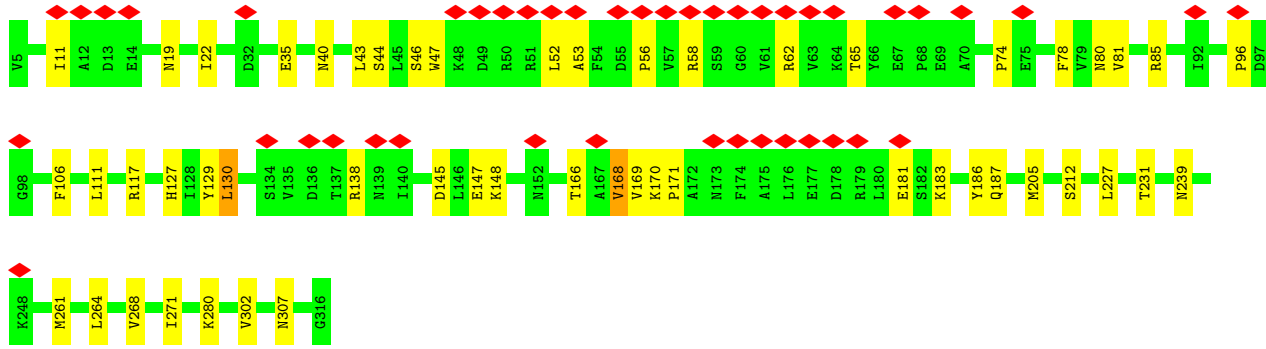 V5 I11 A12 D13 E14 N19 I22 D32 E35 N40 L43 S44 L45 S46 W47 K48 D49 R50 R51 L52 A53 F54 D55 P56 V57 R58 S59 G60 V61 R62 V63 K64 T65 Y66 E67 P68 E69 A70 P74 E75 F78 V79 N80 V81 R85 I92 P96 D97
G98 F106 L111 R117 H127 I128 Y129 L130 S134 V135 D136 T137 R138 N139 I140 D145 L146 E147 K148 N152 T166 A167 V168 V169 K170 P171 A172 N173 F174 A175 L176 E177 D178 R179 L180 E181 S182 K183 Y186 Q187 M205 S212 L227 T231 N239
K248 M261 L264 V268 I271 K280 V302 N307 G316